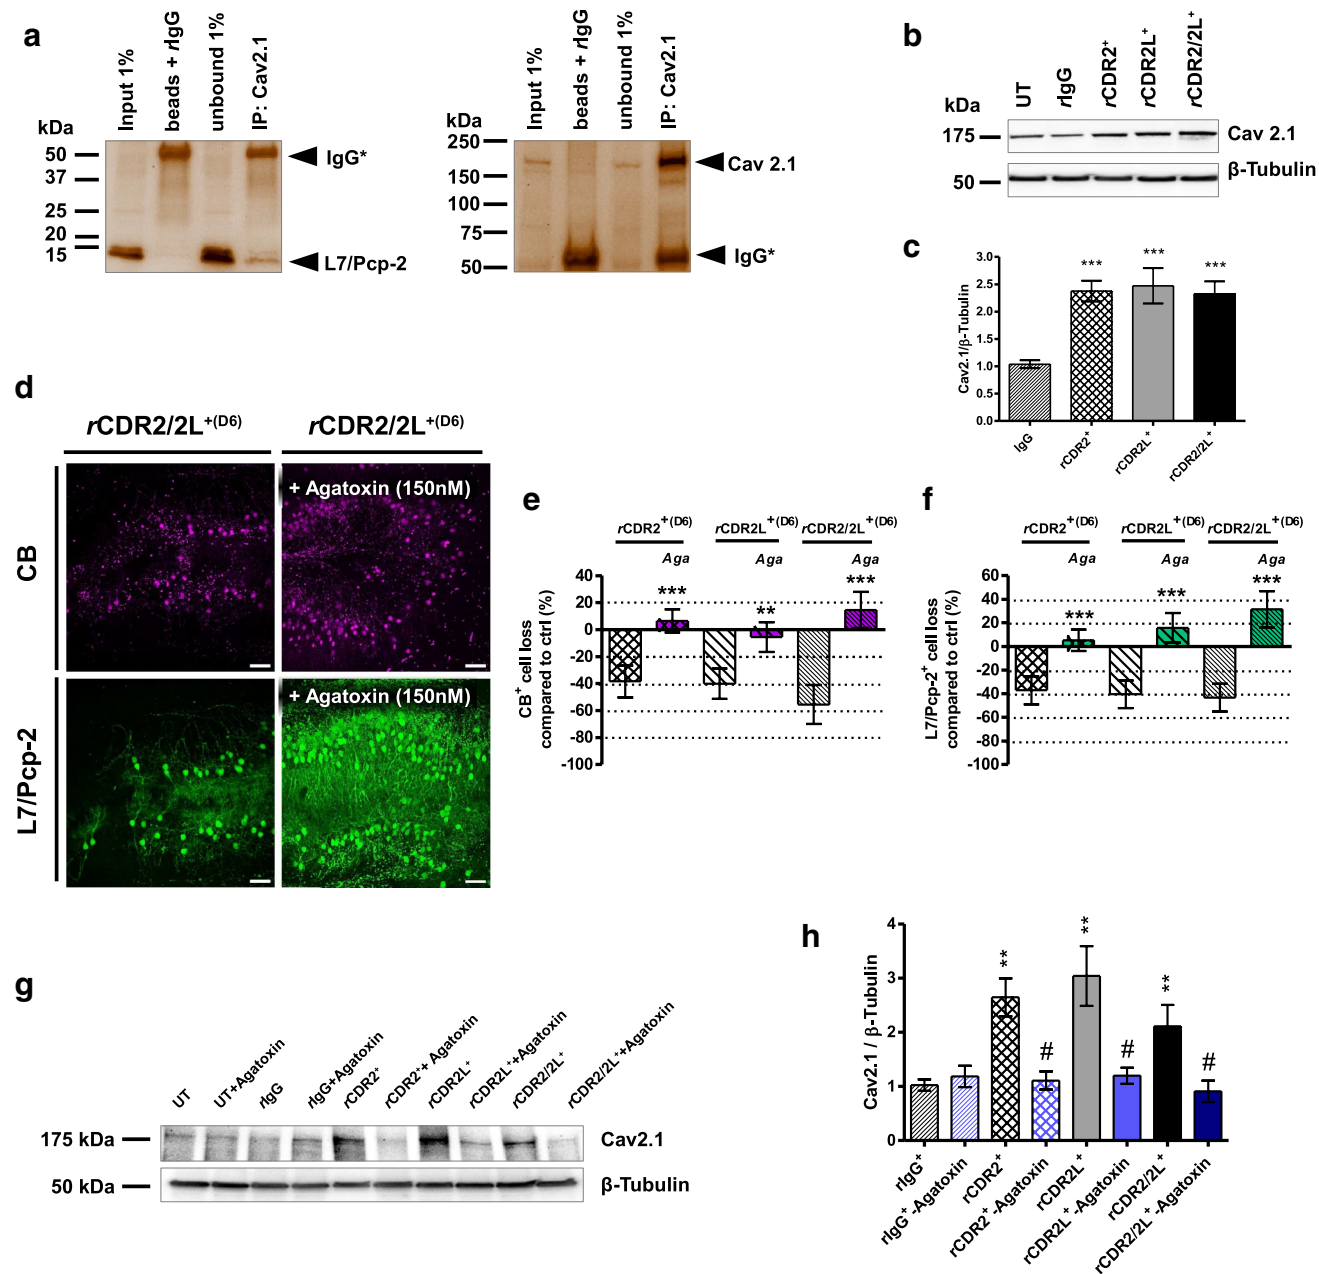 a
Input 1%
beads + rIgG
unbound 1%
IP: Cav2.1
kDa
50
37
25
20
15
IgG*
L7/Pcp-2
Input 1%
beads + rIgG
unbound 1%
IP: Cav2.1
kDa
250
150
100
75
50
Cav 2.1
IgG*
b
UT
rIgG
rCDR2+
rCDR2L+
rCDR2/2L+
kDa
175
50
Cav 2.1
β-Tubulin
c
Cav2.1/β-Tubulin
3.0
2.5
2.0
1.5
1.0
0.5
0.0
***
***
***
IgG
rCDR2+
rCDR2L+
rCDR2/2L+
d
rCDR2/2L+(D6)
rCDR2/2L+(D6)
CB
+ Agatoxin (150nM)
L7/Pcp-2
+ Agatoxin (150nM)
e
rCDR2+(D6)
rCDR2L+(D6)
rCDR2/2L+(D6)
Aga
Aga
Aga
CB+ cell loss
compared to ctrl (%)
40
20
0
-20
-40
-60
-80
-100
***
**
***
f
rCDR2+(D6)
rCDR2L+(D6)
rCDR2/2L+(D6)
Aga
Aga
Aga
L7/Pcp-2+ cell loss
compared to ctrl (%)
60
40
20
0
-20
-40
-60
-80
-100
***
***
***
g
UT
UT+Agatoxin
rIgG
rIgG+Agatoxin
rCDR2+
rCDR2++ Agatoxin
rCDR2L+
rCDR2L++Agatoxin
rCDR2/2L+
rCDR2/2L++Agatoxin
175 kDa
50 kDa
Cav2.1
β-Tubulin
h
Cav2.1 / β-Tubulin
4
3
2
1
0
**
#
**
#
**
#
rIgG+
rIgG+-Agatoxin
rCDR2+
rCDR2+-Agatoxin
rCDR2L+
rCDR2L+-Agatoxin
rCDR2/2L+
rCDR2/2L+-Agatoxin